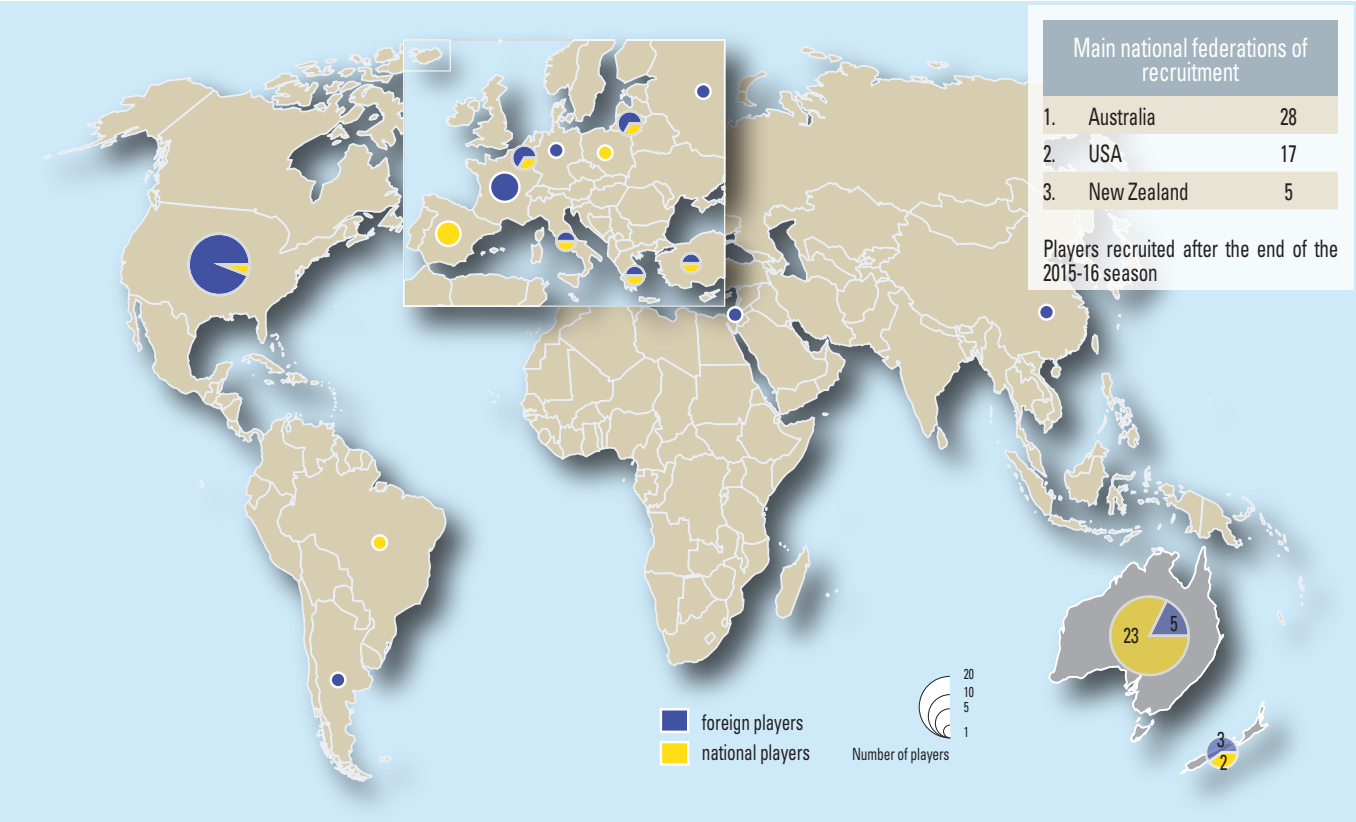 Main national federations of
recruitment
1. Australia 28
2. USA 17
3. New Zealand 5
Players recruited after the end of the
2015-16 season
23
5
3
2
foreign players
national players
20
10
5
1
Number of players